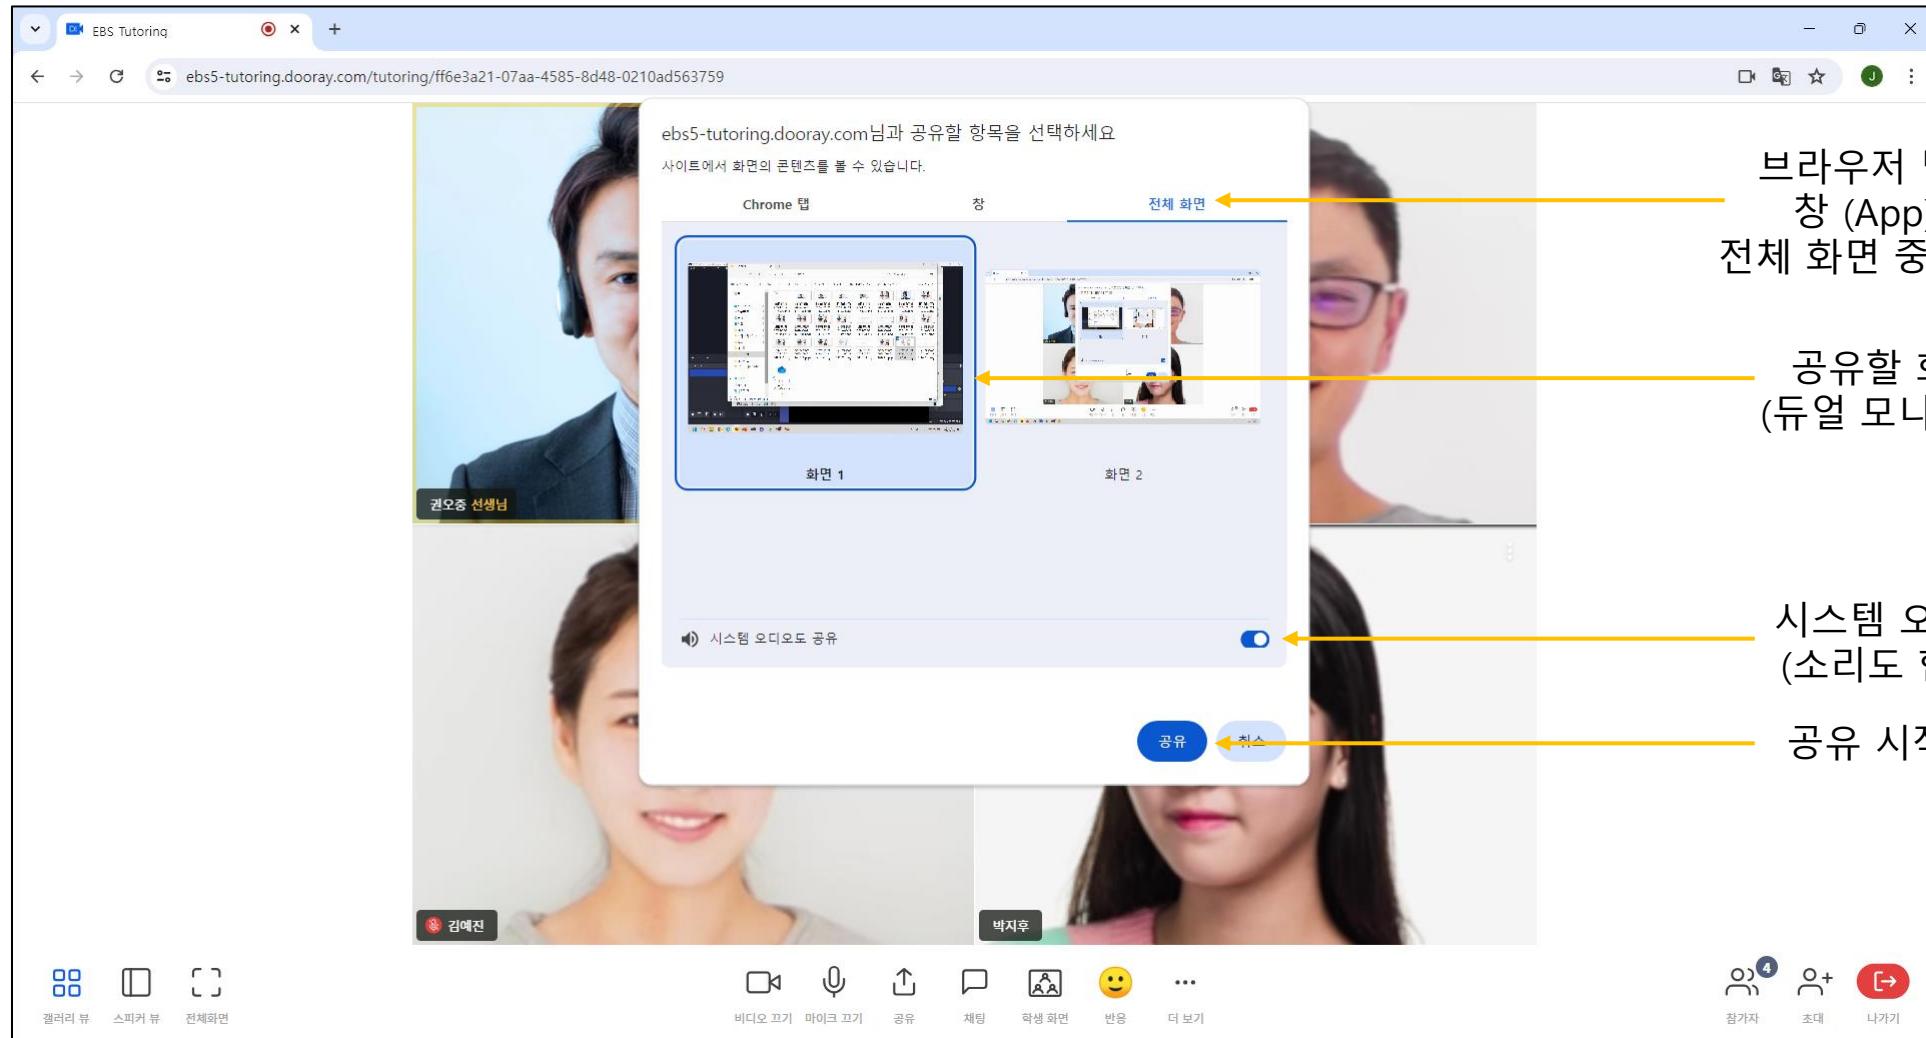 EBS Tutoring
ebs5-tutoring.dooray.com/tutoring/ff6e3a21-07aa-4585-8d48-0210ad563759
J
ebs5-tutoring.dooray.com님과 공유할 항목을 선택하세요
사이트에서 화면의 콘텐츠를 볼 수 있습니다.
Chrome 탭 창 전체 화면
화면 1 화면 2
시스템 오디오도 공유
공유 취소
브라우저
창 (App)
전체 화면 중
공유할
(듀얼 모니
시스템
(소리도
공유
권오중 선생님
김예진
박지후
갤러리 뷰 스피커 뷰 전체화면
비디오 끄기 마이크 끄기 공유 채팅 학생 화면 반응 더 보기
4
참가자 초대 나가기